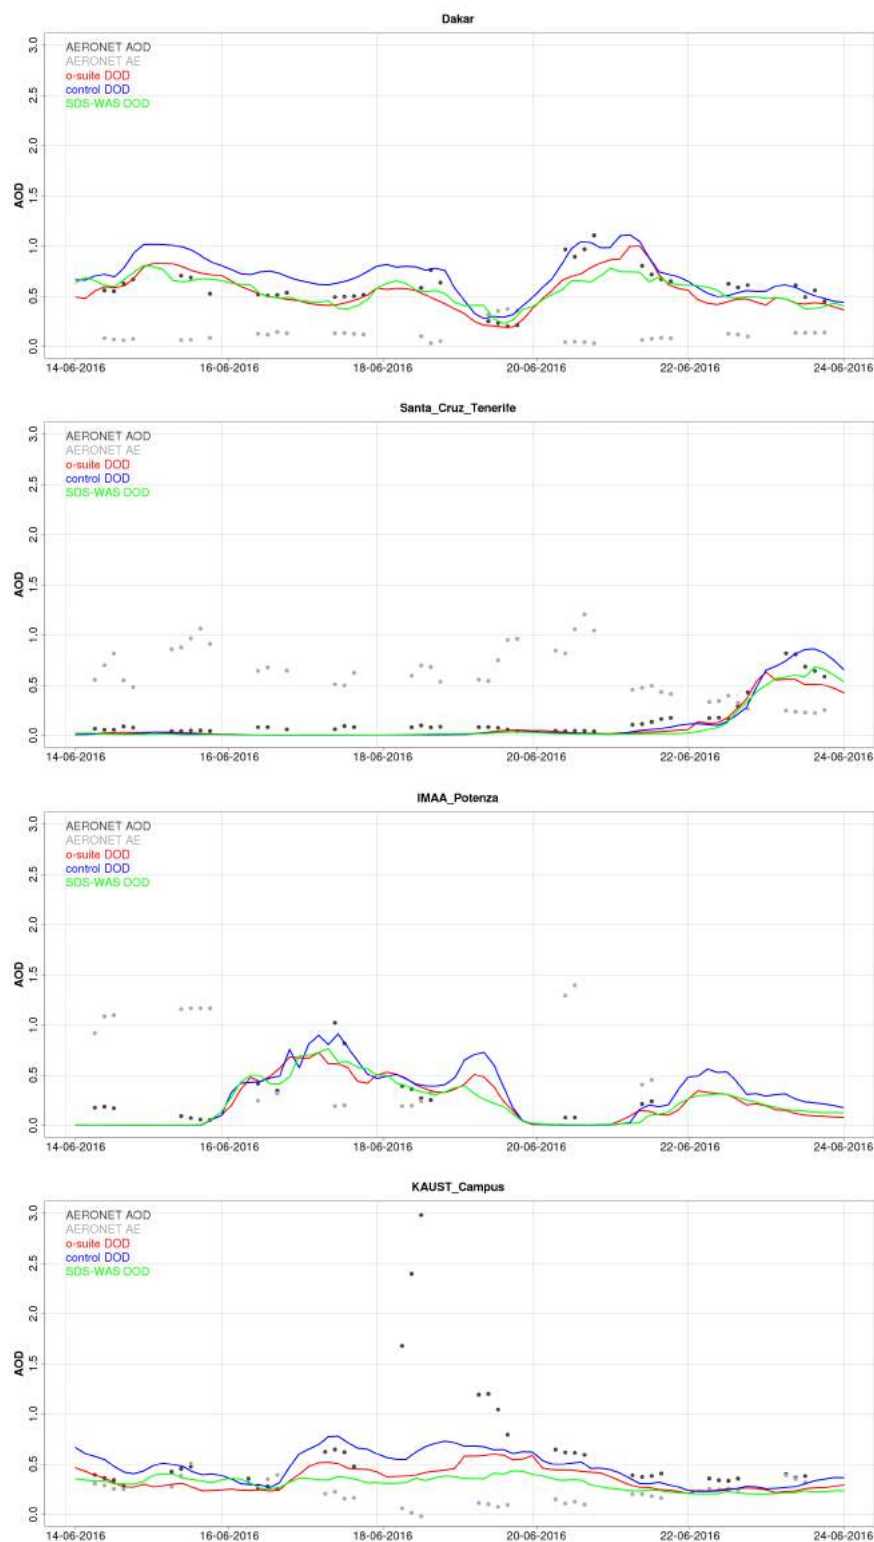 Dakar
AERONET AOD
AERONET AE
o-suite DOD
control DOD
SDS-WAS DOD
AOD
3.0
2.5
2.0
1.5
1.0
0.5
0.0
14-06-2016 16-06-2016 18-06-2016 20-06-2016 22-06-2016 24-06-2016
Santa_Cruz_Tenerife
AERONET AOD
AERONET AE
o-suite DOD
control DOD
SDS-WAS DOD
AOD
3.0
2.5
2.0
1.5
1.0
0.5
0.0
14-06-2016 16-06-2016 18-06-2016 20-06-2016 22-06-2016 24-06-2016
IMAA_Potenza
AERONET AOD
AERONET AE
o-suite DOD
control DOD
SDS-WAS DOD
AOD
3.0
2.5
2.0
1.5
1.0
0.5
0.0
14-06-2016 16-06-2016 18-06-2016 20-06-2016 22-06-2016 24-06-2016
KAUST_Campus
AERONET AOD
AERONET AE
o-suite DOD
control DOD
SDS-WAS DOD
AOD
3.0
2.5
2.0
1.5
1.0
0.5
0.0
14-06-2016 16-06-2016 18-06-2016 20-06-2016 22-06-2016 24-06-2016